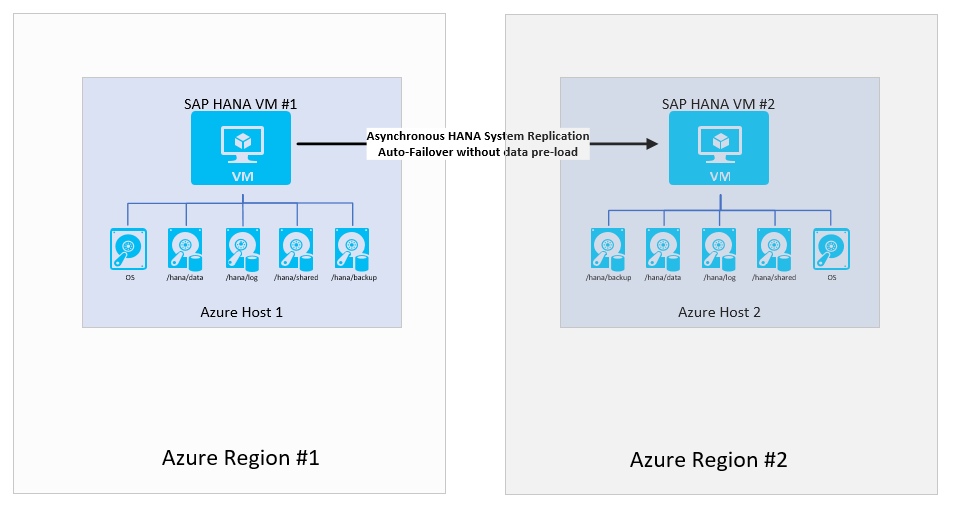 SAP HANA VM #1
VM
OS
/hana/data
/hana/log
/hana/shared
/hana/backup
Azure Host 1
Azure Region #1
Asynchronous HANA System Replication
Auto-Failover without data pre-load
SAP HANA VM #2
VM
/hana/backup
/hana/data
/hana/log
/hana/shared
OS
Azure Host 2
Azure Region #2